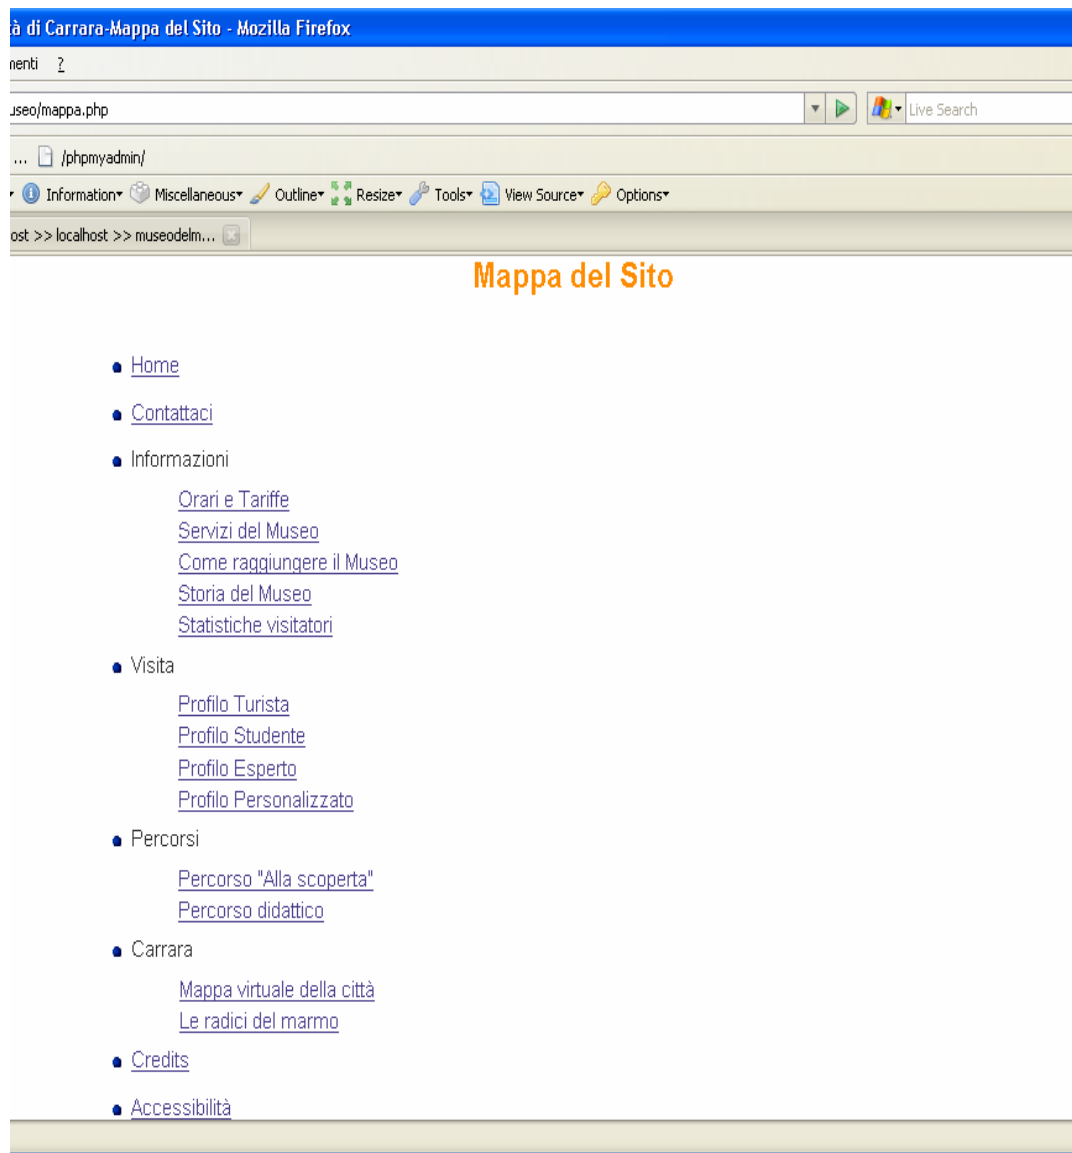 tà di Carrara-Mappa del Sito - Mozilla Firefox
menti ?
useo/mappa.php Live Search
... /phpmyadmin/
Information Miscellaneous Outline Resize Tools View Source Options
ost >> localhost >> museodelm...
Mappa del Sito
Home
Contattaci
Informazioni
Orari e Tariffe
Servizi del Museo
Come raggiungere il Museo
Storia del Museo
Statistiche visitatori
Visita
Profilo Turista
Profilo Studente
Profilo Esperto
Profilo Personalizzato
Percorsi
Percorso "Alla scoperta"
Percorso didattico
Carrara
Mappa virtuale della città
Le radici del marmo
Credits
Accessibilità